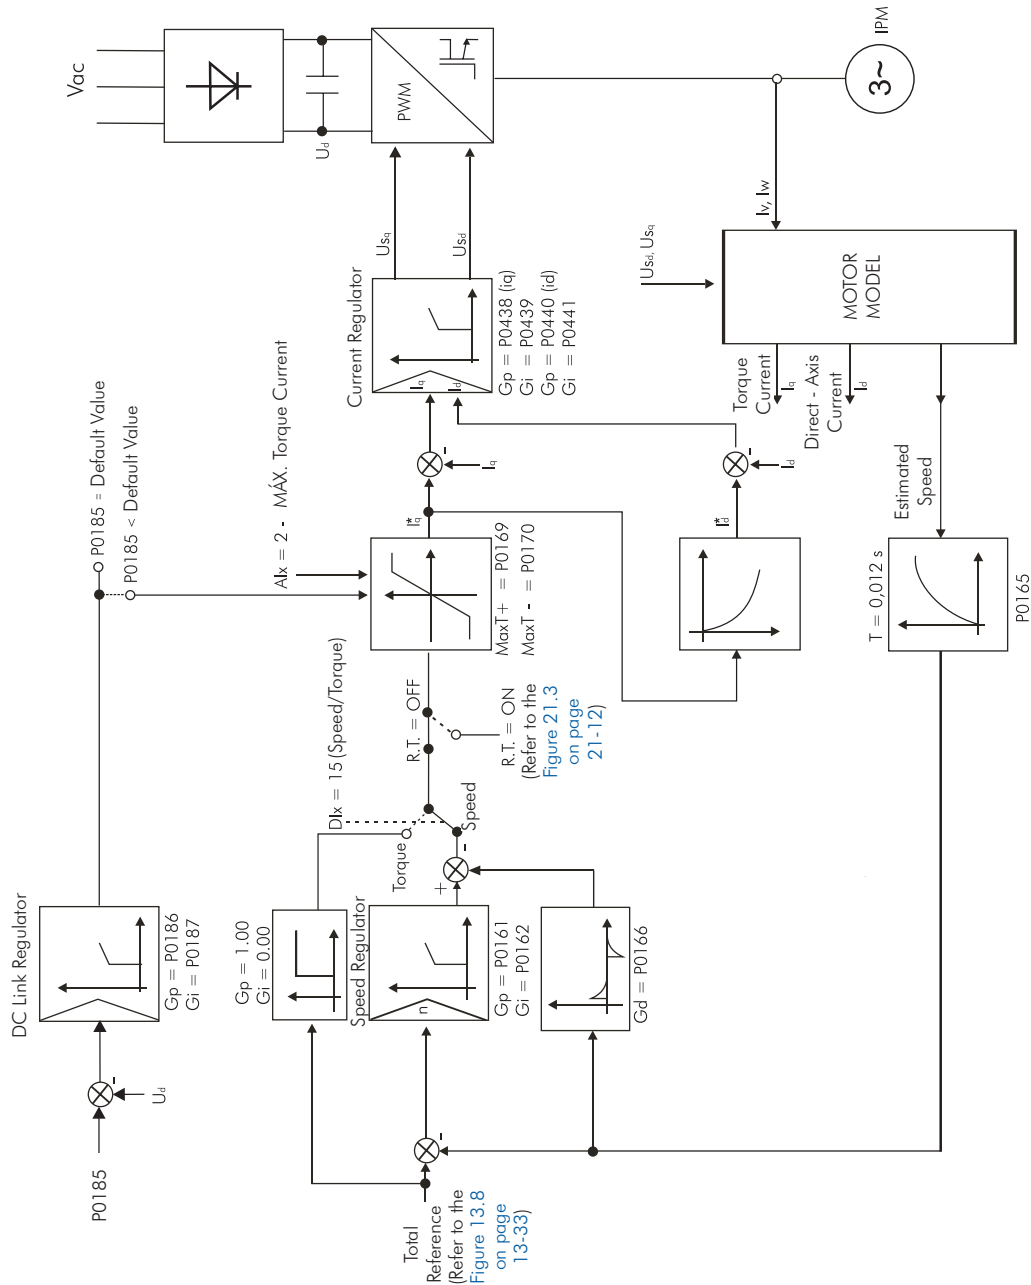 P0185
U_d
-
DC Link Regulator
Gp = P0186
Gi = P0187
P0185 = Default Value
P0185 < Default Value
Vac
U_d
PWM
3~
IPM
Total
Reference
(Refer to the
Figure 13.8
on page
13-33)
-
Gp = 1.00
Gi = 0.00
Speed Regulator
n
Gp = P0161
Gi = P0162
Gd = P0166
+
-
Torque
DIx = 15 (Speed/Torque)
Speed
R.T. = OFF
R.T. = ON
(Refer to the
Figure 21.3
on page
21-12)
AIx = 2 - MÁX. Torque Current
MaxT+ = P0169
MaxT - = P0170
I*q
-
Iq
Current Regulator
Iq
Id
Gp = P0438 (iq)
Gi = P0439
Gp = P0440 (id)
Gi = P0441
Usq
Usd
I*d
-
Id
Usd, Usq
Iv, Iw
MOTOR
MODEL
Torque
Current
Iq
Direct - Axis
Current
Id
Estimated
Speed
T = 0,012 s
P0165